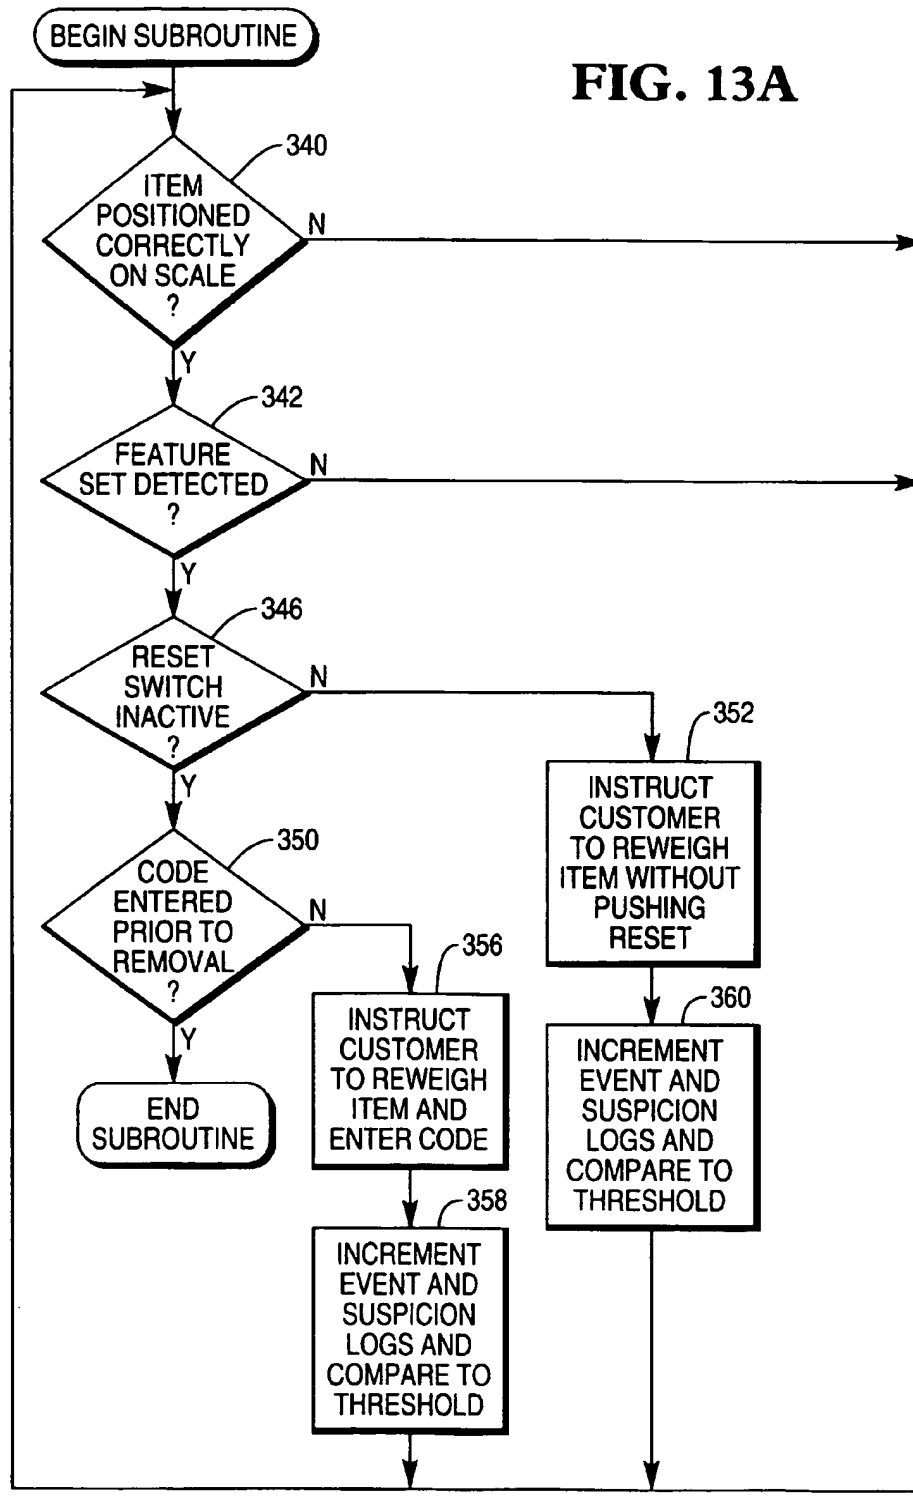 BEGIN SUBROUTINE
FIG. 13A
340
ITEM
POSITIONED
CORRECTLY
ON SCALE
?
N
Y
342
FEATURE
SET DETECTED
?
N
Y
346
RESET
SWITCH
INACTIVE
?
N
Y
352
INSTRUCT
CUSTOMER
TO REWEIGH
ITEM WITHOUT
PUSHING
RESET
350
CODE
ENTERED
PRIOR TO
REMOVAL
?
N
Y
356
INSTRUCT
CUSTOMER
TO REWEIGH
ITEM AND
ENTER CODE
360
INCREMENT
EVENT AND
SUSPICION
LOGS AND
COMPARE TO
THRESHOLD
END
SUBROUTINE
358
INCREMENT
EVENT AND
SUSPICION
LOGS AND
COMPARE TO
THRESHOLD